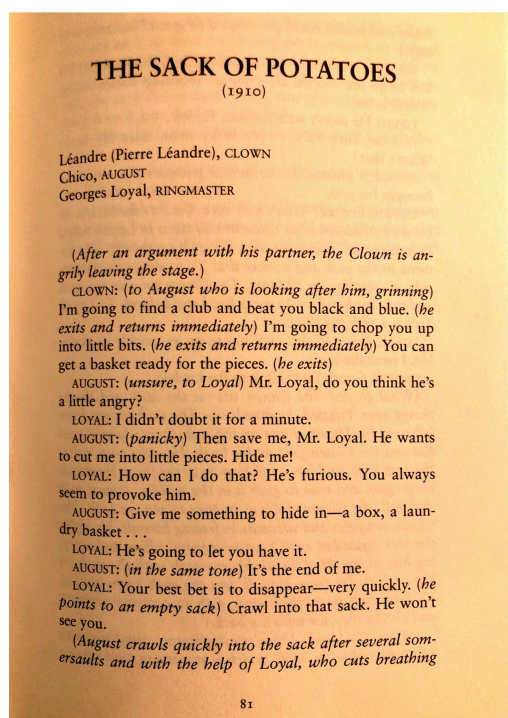 THE SACK OF POTATOES
(1910)
Léandre (Pierre Léandre), CLOWN
Chico, AUGUST
Georges Loyal, RINGMASTER
(After an argument with his partner, the Clown is an-
grily leaving the stage.)
CLOWN: (to August who is looking after him, grinning)
I'm going to find a club and beat you black and blue. (he
exits and returns immediately) I'm going to chop you up
into little bits. (he exits and returns immediately) You can
get a basket ready for the pieces. (he exits)
AUGUST: (unsure, to Loyal) Mr. Loyal, do you think he's
a little angry?
LOYAL: I didn't doubt it for a minute.
AUGUST: (panicky) Then save me, Mr. Loyal. He wants
to cut me into little pieces. Hide me!
LOYAL: How can I do that? He's furious. You always
seem to provoke him.
AUGUST: Give me something to hide in—a box, a laun-
dry basket . . .
LOYAL: He's going to let you have it.
AUGUST: (in the same tone) It's the end of me.
LOYAL: Your best bet is to disappear—very quickly. (he
points to an empty sack) Crawl into that sack. He won't
see you.
(August crawls quickly into the sack after several som-
ersaults and with the help of Loyal, who cuts breathing
81